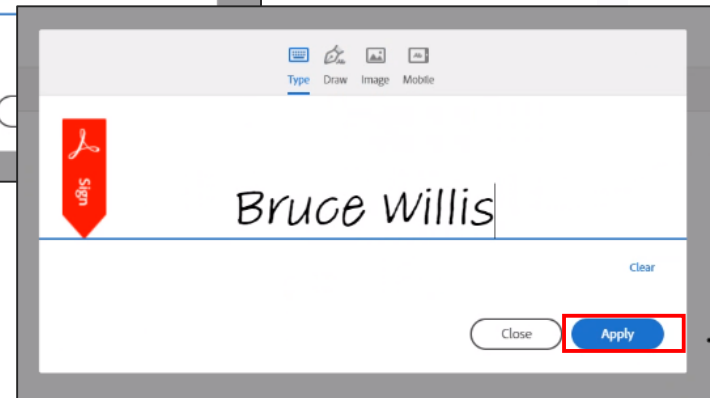 Type Draw Image Mobile
Sign
Bruce Willis
Clear
Close Apply